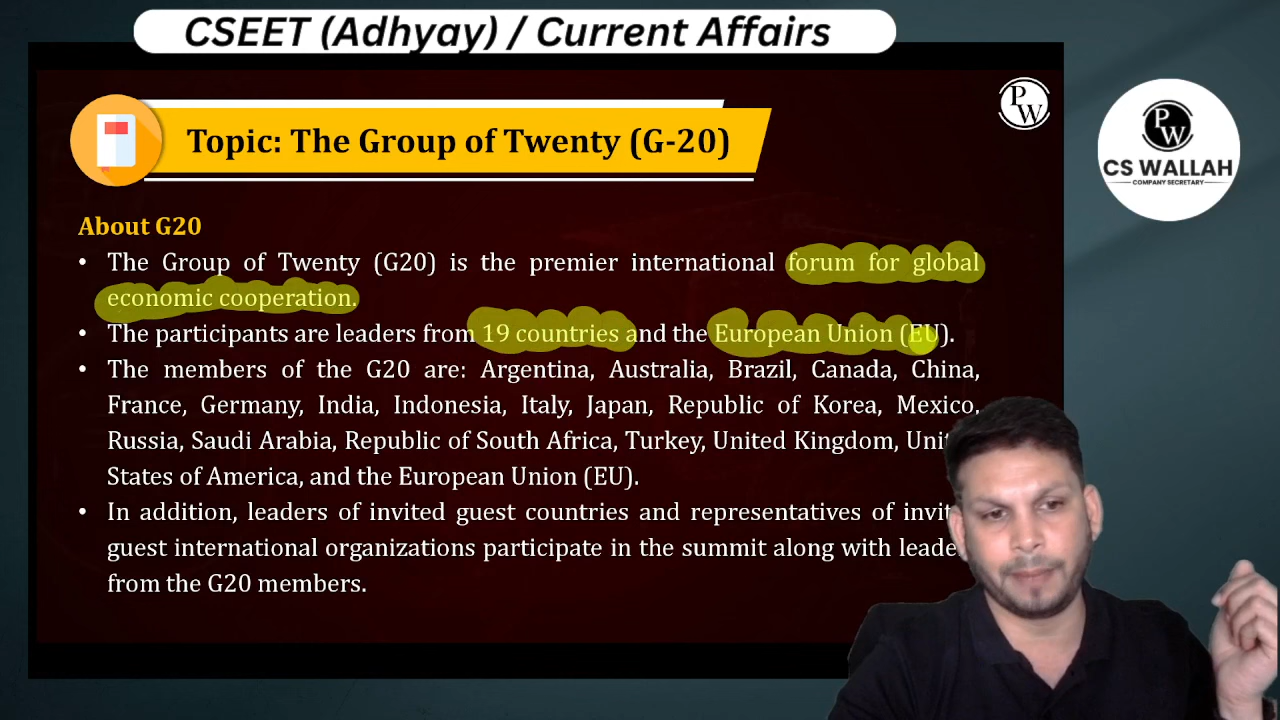 CSEET (Adhyay) / Current Affairs
PW
Topic: The Group of Twenty (G-20)
PW
CS WALLAH
COMPANY SECRETARY
About G20
• The Group of Twenty (G20) is the premier international forum for global
economic cooperation.
• The participants are leaders from 19 countries and the European Union (EU).
• The members of the G20 are: Argentina, Australia, Brazil, Canada, China,
France, Germany, India, Indonesia, Italy, Japan, Republic of Korea, Mexico,
Russia, Saudi Arabia, Republic of South Africa, Turkey, United Kingdom,
States of America, and the European Union (EU).
• In addition, leaders of invited guest countries and representatives of
guest international organizations participate in the summit along with
from the G20 members.